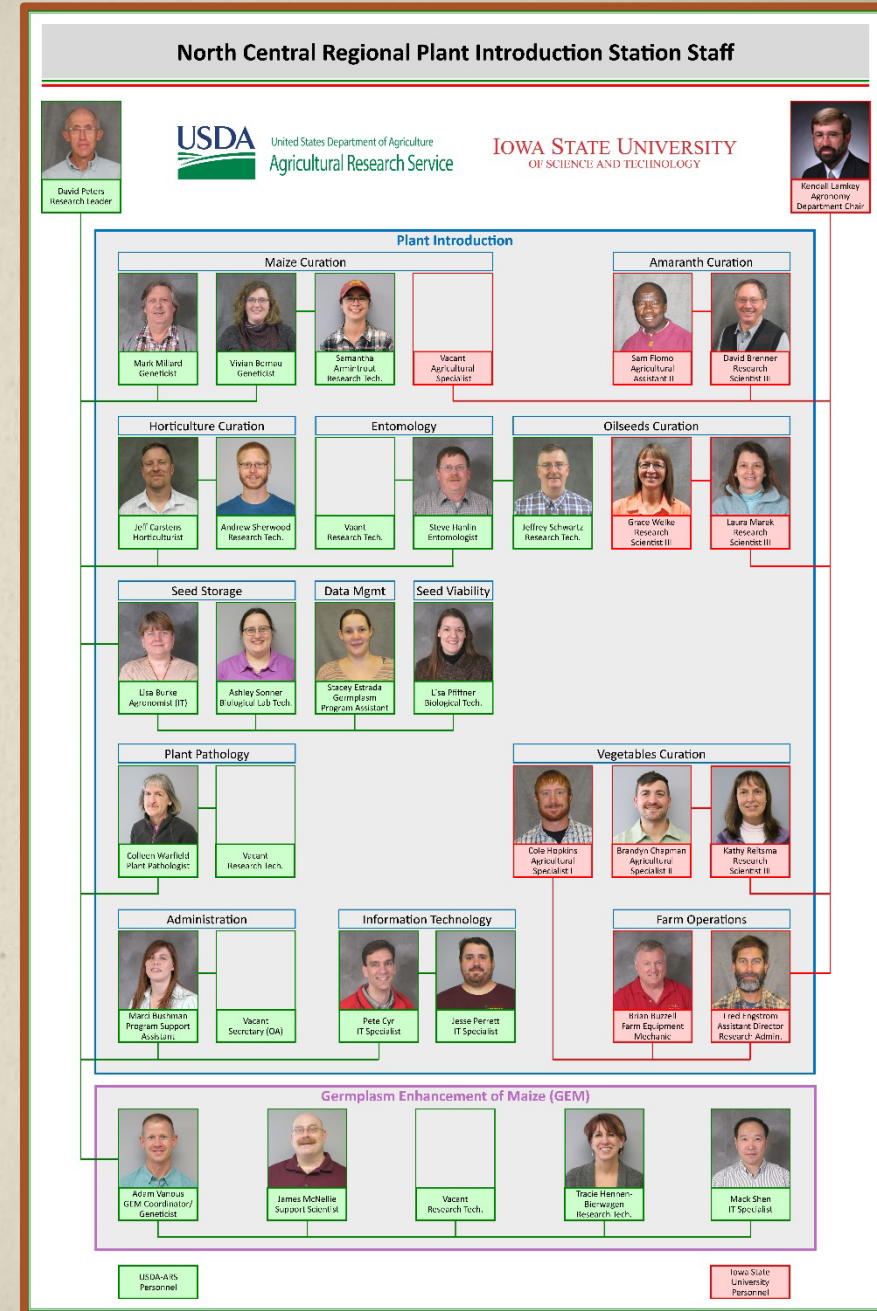 North Central Regional Plant Introduction Station Staff
USDA
United States Department of Agriculture
Agricultural Research Service
IOWA STATE UNIVERSITY
OF SCIENCE AND TECHNOLOGY
David Peters
Research Leader
Kendall Lamkey
Agronomy
Department Chair
Plant Introduction
Maize Curation
Mark Millard
Geneticist
Vivian Bernau
Geneticist
Samantha
Armintrout
Research Tech.
Vacant
Agricultural
Specialist
Amaranth Curation
Sam Flomo
Agricultural
Assistant II
David Brenner
Research
Scientist III
Horticulture Curation
Jeff Carstens
Horticulturist
Andrew Sherwood
Research Tech.
Entomology
Vaant
Research Tech.
Steve Hanlin
Entomologist
Oilseeds Curation
Jeffrey Schwartz
Research Tech.
Grace Welke
Research
Scientist III
Laura Marek
Research
Scientist III
Seed Storage
Lisa Burke
Agronomist (IT)
Ashley Sonner
Biological Lab Tech.
Data Mgmt
Stacey Estrada
Germplasm
Program Assistant
Seed Viability
Lisa Pfiffner
Biological Tech.
Plant Pathology
Colleen Warfield
Plant Pathologist
Vacant
Research Tech.
Vegetables Curation
Cole Hopkins
Agricultural
Specialist I
Brandyn Chapman
Agricultural
Specialist II
Kathy Reitsma
Research
Scientist III
Administration
Marci Bushman
Program Support
Assistant
Vacant
Secretary (OA)
Information Technology
Pete Cyr
IT Specialist
Jesse Perrett
IT Specialist
Farm Operations
Brian Buzzell
Farm Equipment
Mechanic
Fred Engstrom
Assistant Director
Research Admin.
Germplasm Enhancement of Maize (GEM)
Adam Vanous
GEM Coordinator/
Geneticist
James McNellie
Support Scientist
Vacant
Research Tech.
Tracie Hennen-
Bierwagen
Research Tech.
Mack Shen
IT Specialist
USDA-ARS
Personnel
Iowa State
University
Personnel